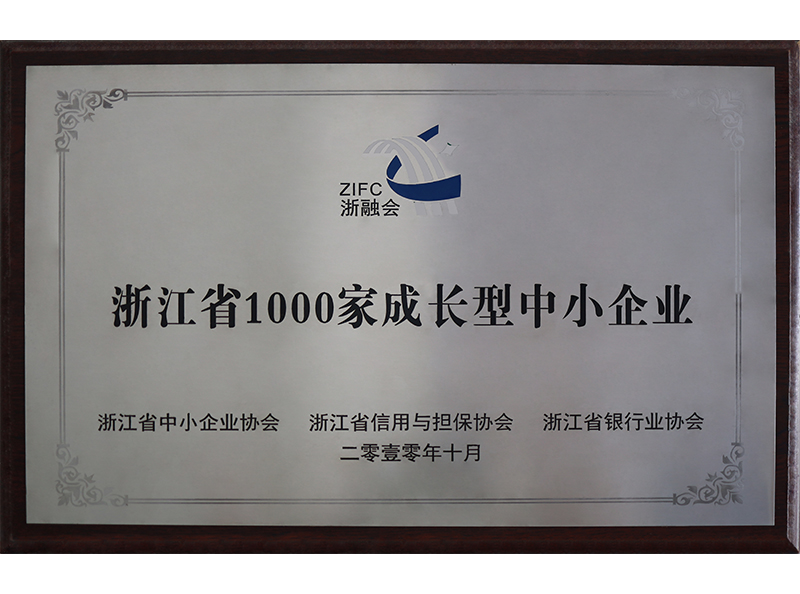 ZIFC
浙融会
浙江省1000家成长型中小企业
浙江省中小企业协会 浙江省信用与担保协会 浙江省银行业协会
二零壹零年十月